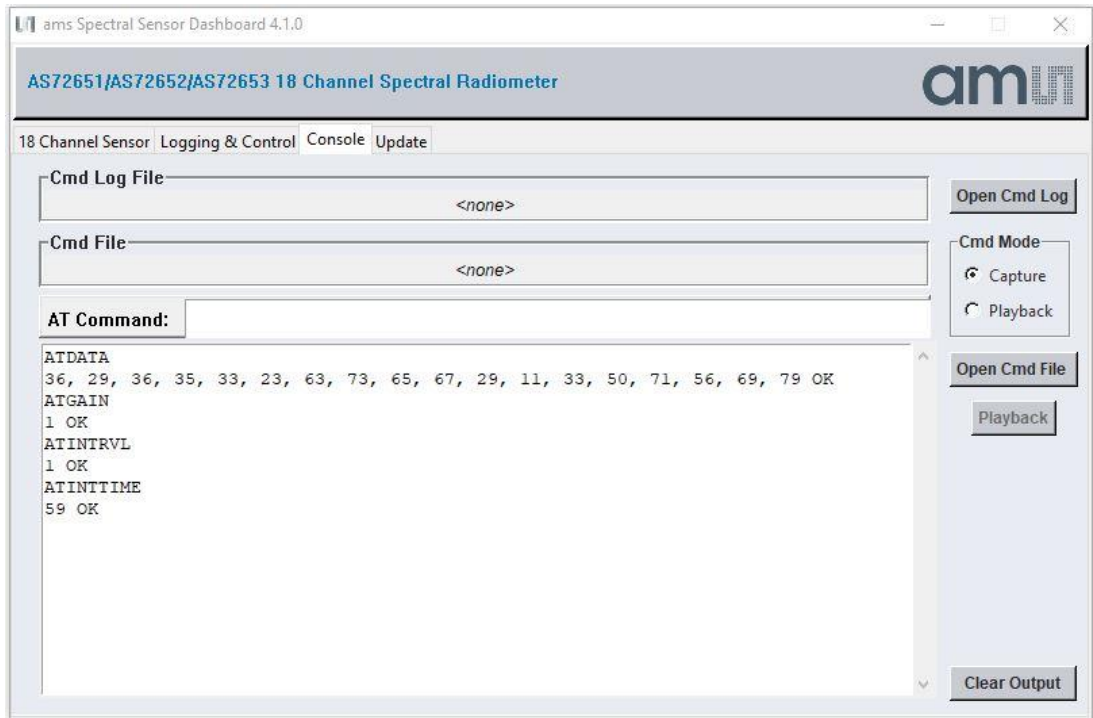 ams Spectral Sensor Dashboard 4.1.0
AS72651/AS72652/AS72653 18 Channel Spectral Radiometer
am
18 Channel Sensor Logging & Control Console Update
Cmd Log File
<none>
Open Cmd Log
Cmd File
<none>
Cmd Mode
Capture
Playback
AT Command:
ATDATA
36, 29, 36, 35, 33, 23, 63, 73, 65, 67, 29, 11, 33, 50, 71, 56, 69, 79 OK
ATGAIN
1 OK
ATINTRVL
1 OK
ATINTTIME
59 OK
Open Cmd File
Playback
Clear Output